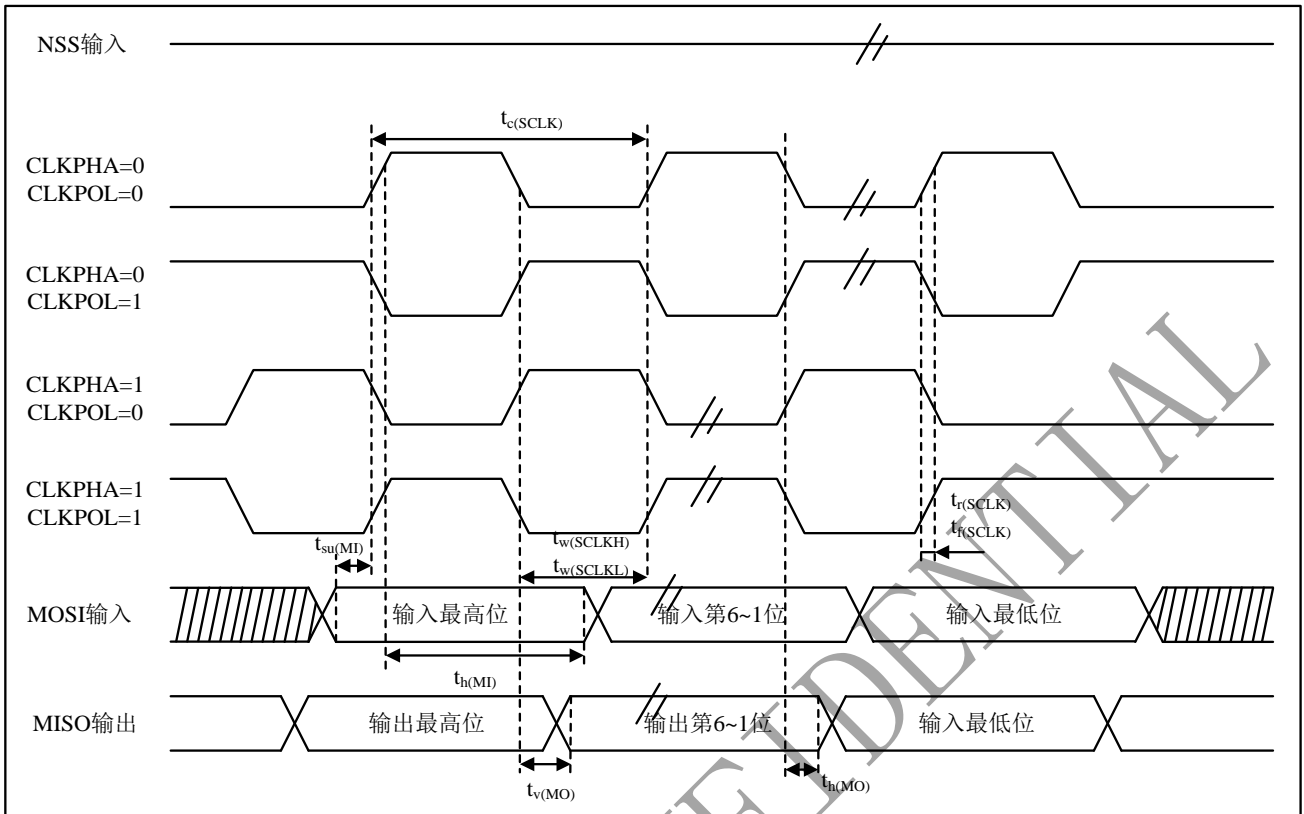 NSS输入
tc(SCLK)
CLKPHA=0
CLKPOL=0
CLKPHA=0
CLKPOL=1
CLKPHA=1
CLKPOL=0
CLKPHA=1
CLKPOL=1
tr(SCLK)
tf(SCLK)
tsu(MI)
tw(SCLKH)
tw(SCLKL)
MOSI输入
输入最高位
输入第6~1位
输入最低位
th(MI)
MISO输出
输出最高位
输出第6~1位
输入最低位
tv(MO)
th(MO)